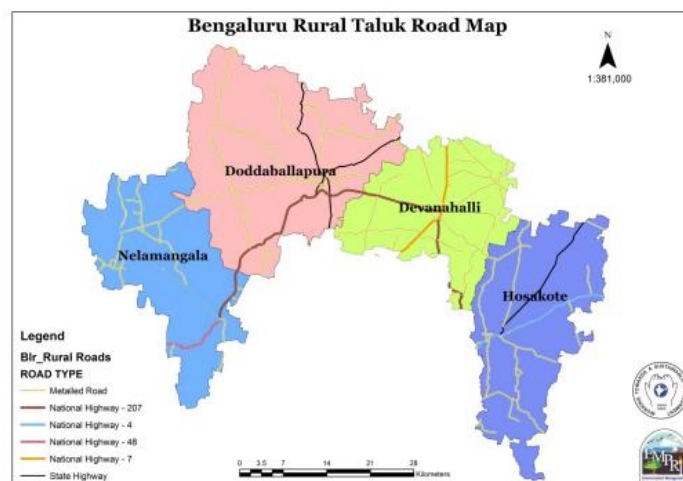 Bengaluru Rural Taluk Road Map
N
1:381,000
Doddaballapura
Devanahalli
Nelamangala
Hosakote
Legend
Blr_Rural Roads
ROAD TYPE
Metalled Road
National Highway - 207
National Highway - 4
National Highway - 48
National Highway - 7
State Highway
0 3.5 7 14 21 28
Kilometers
EMPRI